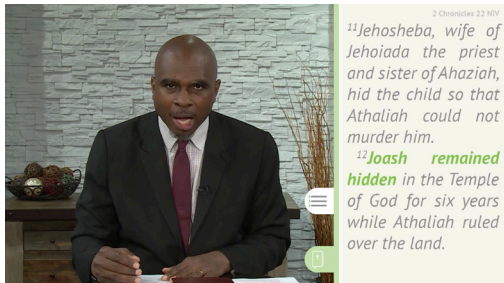 2 Chronicles 22 NIV
11Jehosheba, wife of
Jehoiada the priest
and sister of Ahaziah,
hid the child so that
Athaliah could not
murder him.
12Joash remained
hidden in the Temple
of God for six years
while Athaliah ruled
over the land.